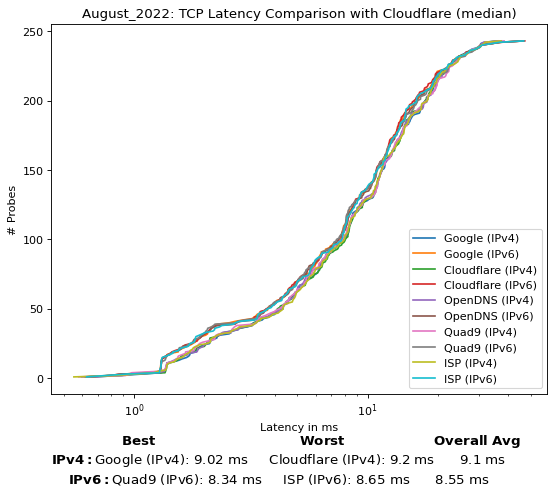 August_2022: TCP Latency Comparison with Cloudflare (median)
250
200
150
100
50
0
# Probes
Google (IPv4)
Google (IPv6)
Cloudflare (IPv4)
Cloudflare (IPv6)
OpenDNS (IPv4)
OpenDNS (IPv6)
Quad9 (IPv4)
Quad9 (IPv6)
ISP (IPv4)
ISP (IPv6)
10⁰ 10¹
Latency in ms
Best Worst Overall Avg
IPv4: Google (IPv4): 9.02 ms Cloudflare (IPv4): 9.2 ms 9.1 ms
IPv6: Quad9 (IPv6): 8.34 ms ISP (IPv6): 8.65 ms 8.55 ms